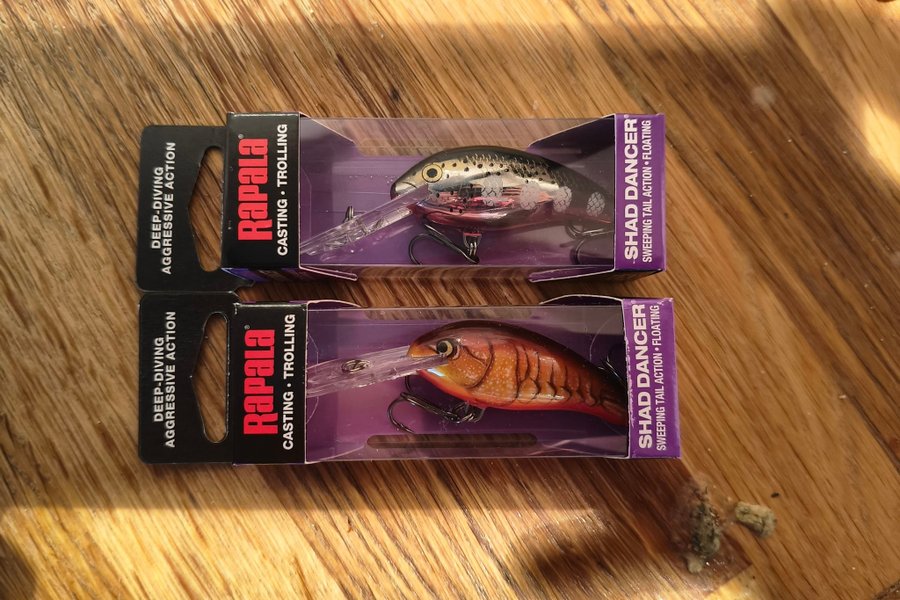 DEEP-DIVING
AGGRESSIVE ACTION
Rapala®
CASTING • TROLLING
SHAD DANCER®
SWEEPING TAIL ACTION • FLOATING
DEEP-DIVING
AGGRESSIVE ACTION
Rapala®
CASTING • TROLLING
SHAD DANCER®
SWEEPING TAIL ACTION • FLOATING